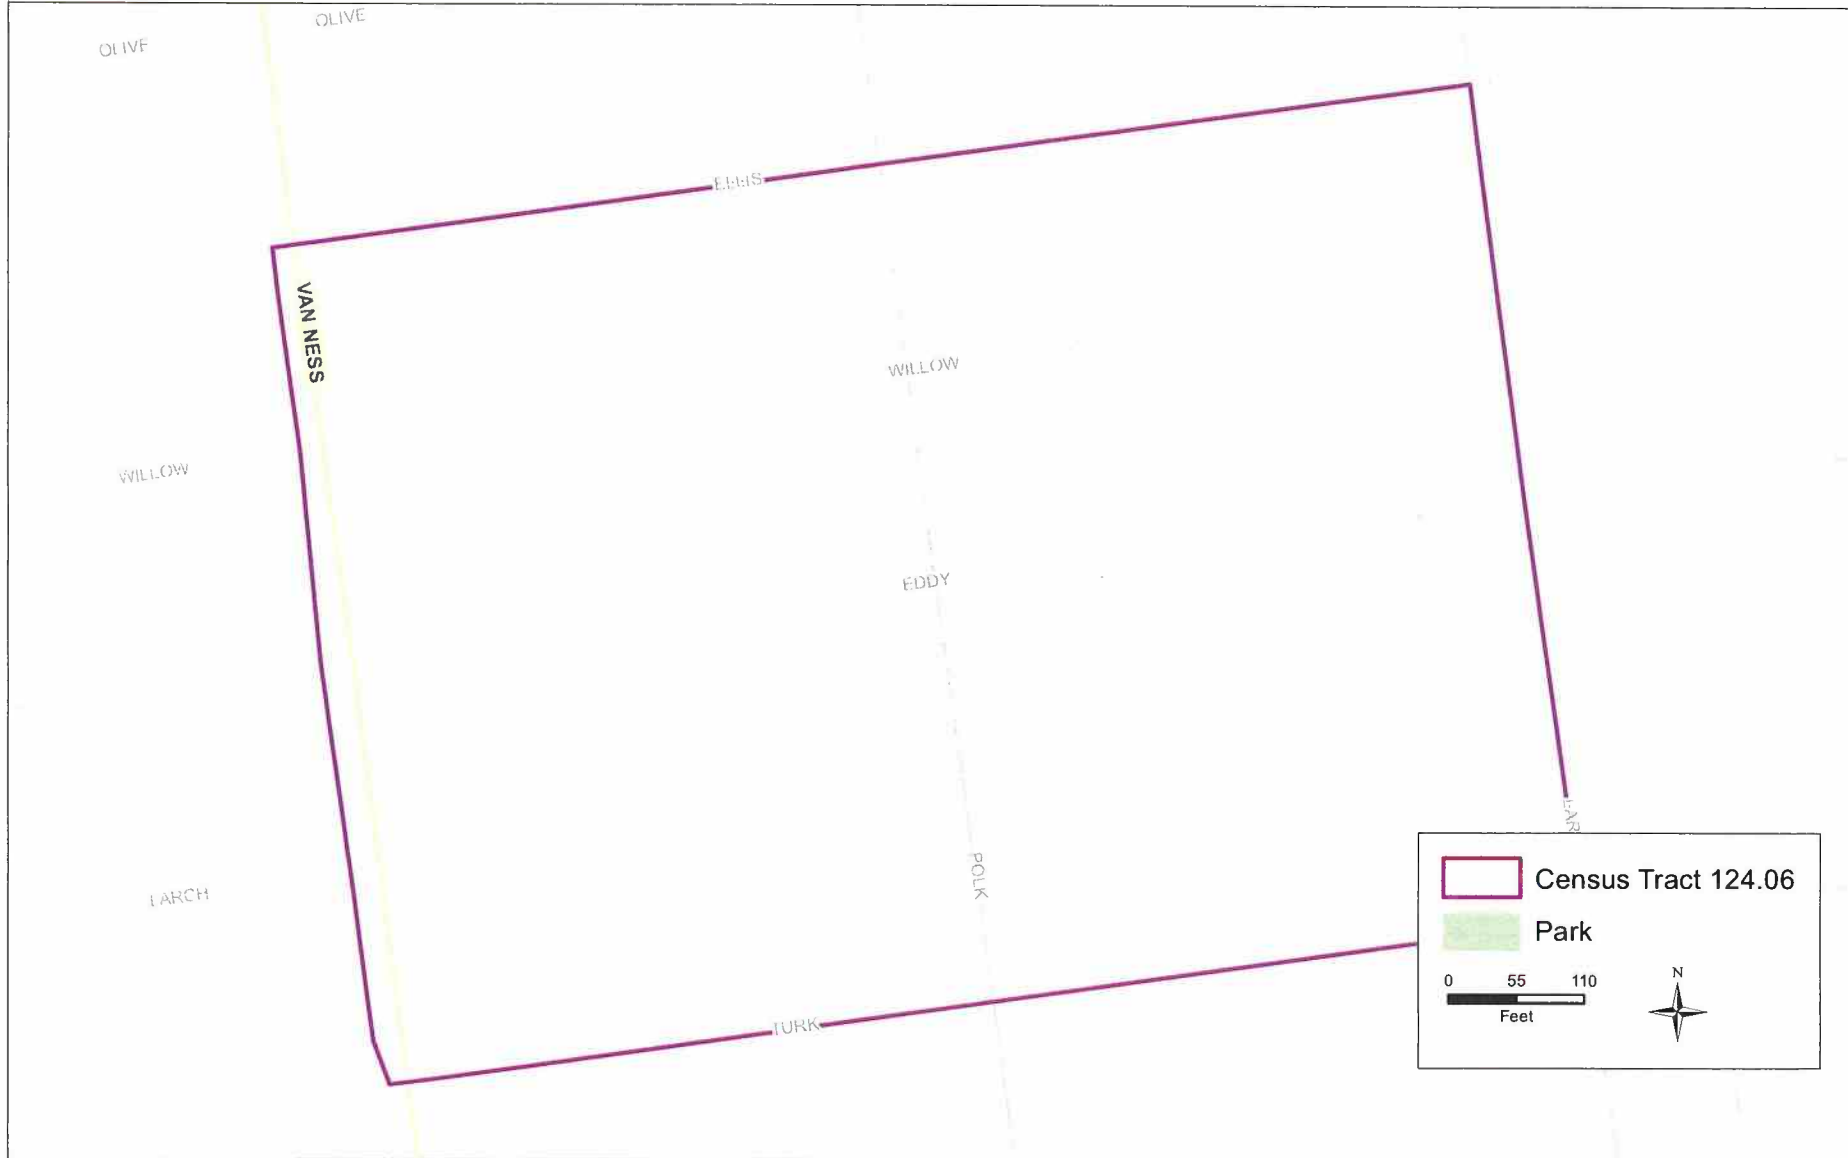 OLIVE
OLIVE
ELLIS
VAN NESS
WILLOW
WILLOW
EDDY
LAR
POLK
LARCH
TURK
Census Tract 124.06
Park
0 55 110
Feet
N